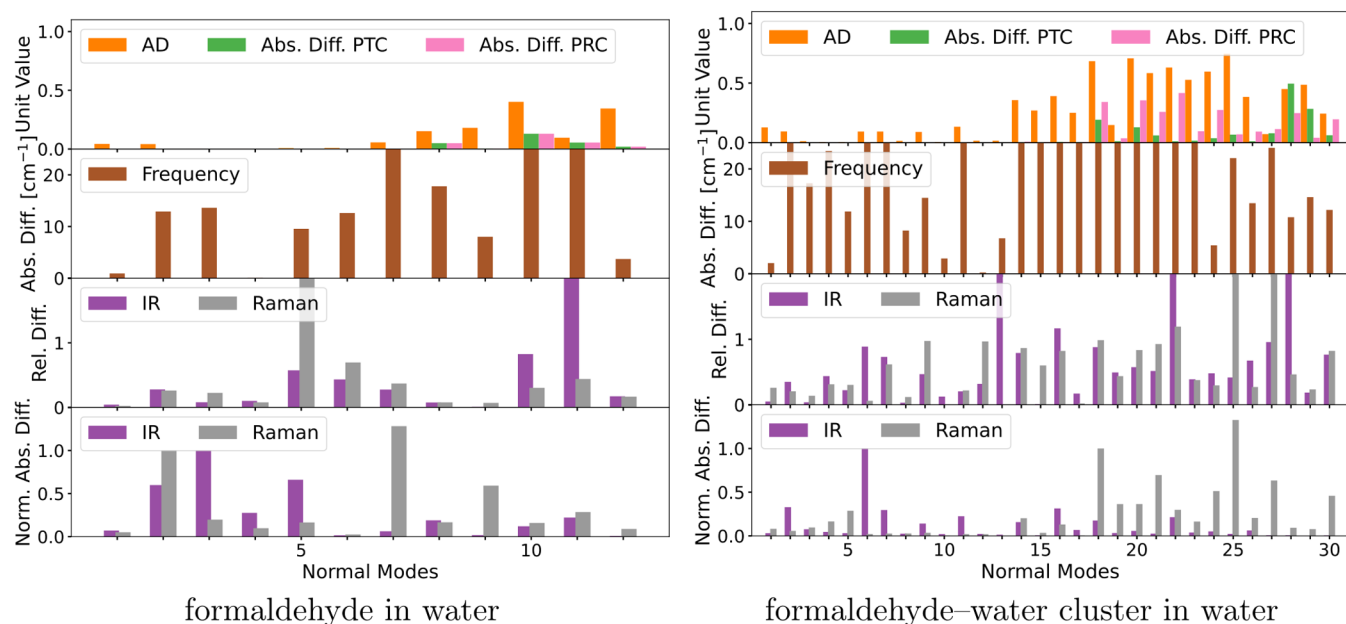 1.0
AD Abs. Diff. PTC Abs. Diff. PRC
0.5
Unit Value
0.0
Frequency
20
10
0
Abs. Diff. [cm⁻¹]
IR Raman
1
0
Rel. Diff.
IR Raman
1.0
0.5
0.0
Norm. Abs. Diff.
5 10
Normal Modes
formaldehyde in water
1.0
AD Abs. Diff. PTC Abs. Diff. PRC
0.5
Unit Value
0.0
Frequency
20
10
0
Abs. Diff. [cm⁻¹]
IR Raman
1
0
Rel. Diff.
IR Raman
1.0
0.5
0.0
Norm. Abs. Diff.
5 10 15 20 25 30
Normal Modes
formaldehyde–water cluster in water